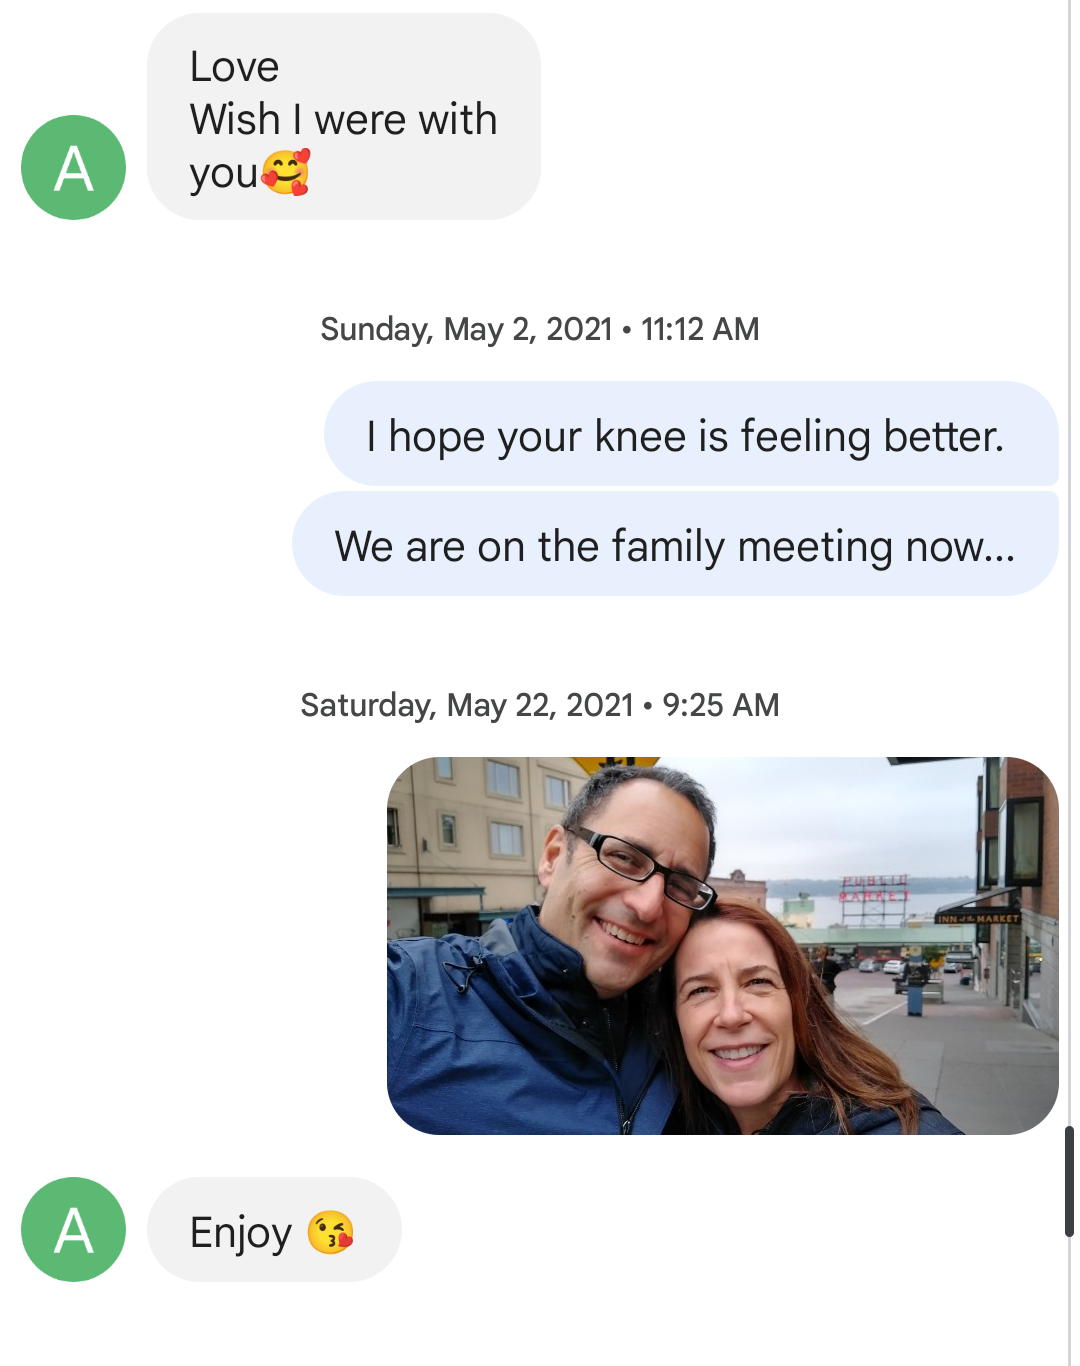 Love
Wish I were with
you🥰
A
Sunday, May 2, 2021 • 11:12 AM
I hope your knee is feeling better.
We are on the family meeting now...
Saturday, May 22, 2021 • 9:25 AM
PUBLIC
MARKET
INN at the MARKET
A
Enjoy 😘